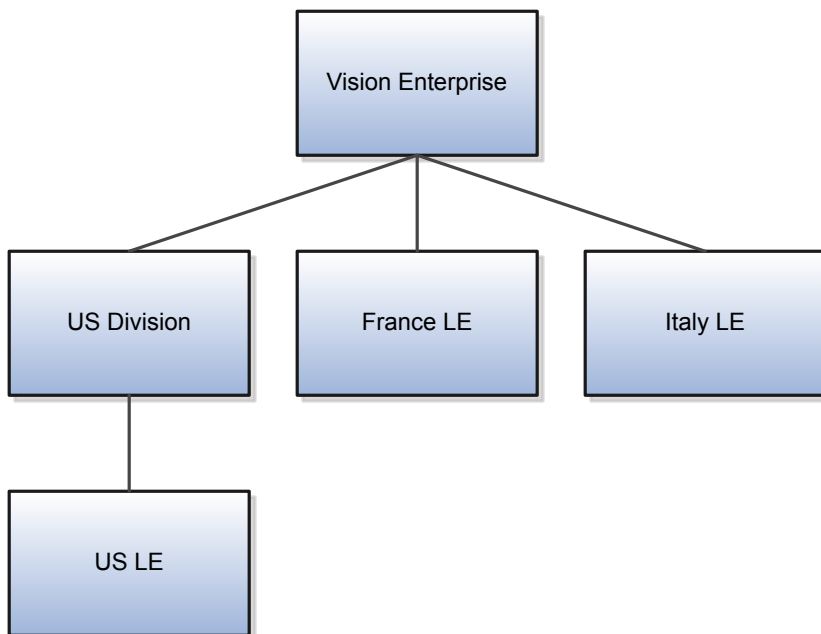 Vision Enterprise
US Division
France LE
Italy LE
US LE